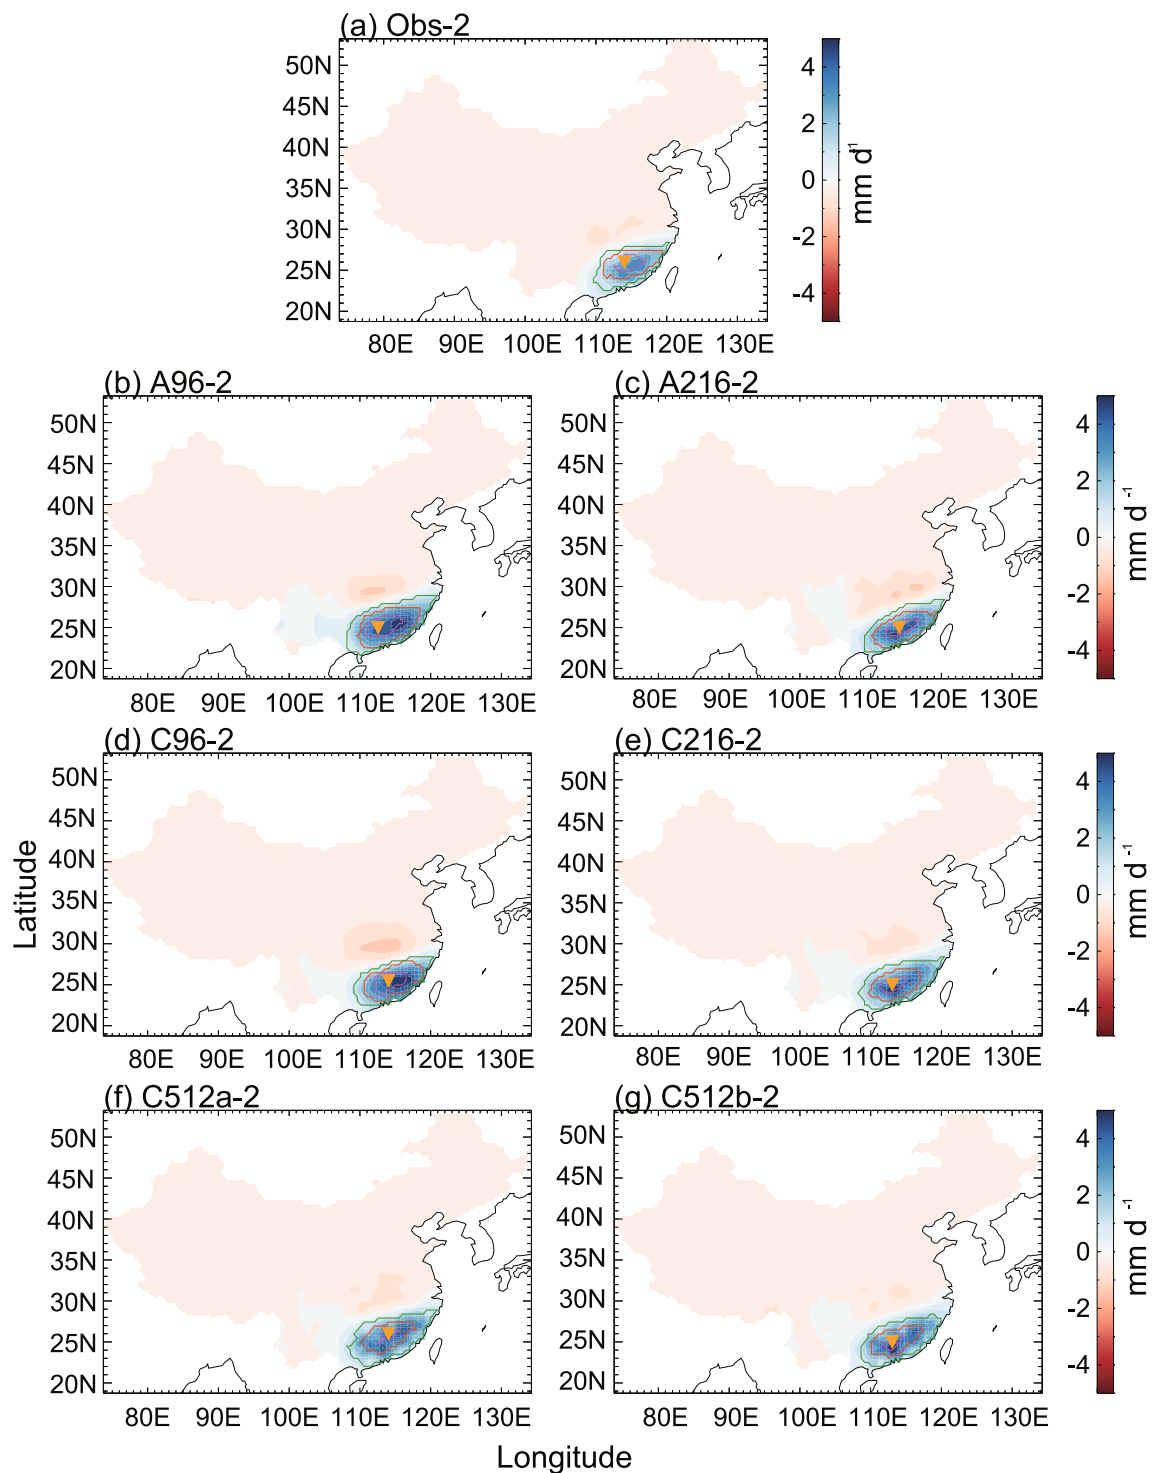 (a) Obs-2
50N
45N
40N
35N
30N
25N
20N
80E 90E 100E 110E 120E 130E
4
2
0
-2
-4
mm d¹
(b) A96-2
50N
45N
40N
35N
30N
25N
20N
80E 90E 100E 110E 120E 130E
(c) A216-2
50N
45N
40N
35N
30N
25N
20N
80E 90E 100E 110E 120E 130E
4
2
0
-2
-4
mm d -1
(d) C96-2
50N
45N
40N
35N
30N
25N
20N
80E 90E 100E 110E 120E 130E
(e) C216-2
50N
45N
40N
35N
30N
25N
20N
80E 90E 100E 110E 120E 130E
4
2
0
-2
-4
mm d -1
Latitude
(f) C512a-2
50N
45N
40N
35N
30N
25N
20N
80E 90E 100E 110E 120E 130E
(g) C512b-2
50N
45N
40N
35N
30N
25N
20N
80E 90E 100E 110E 120E 130E
4
2
0
-2
-4
mm d -1
Longitude